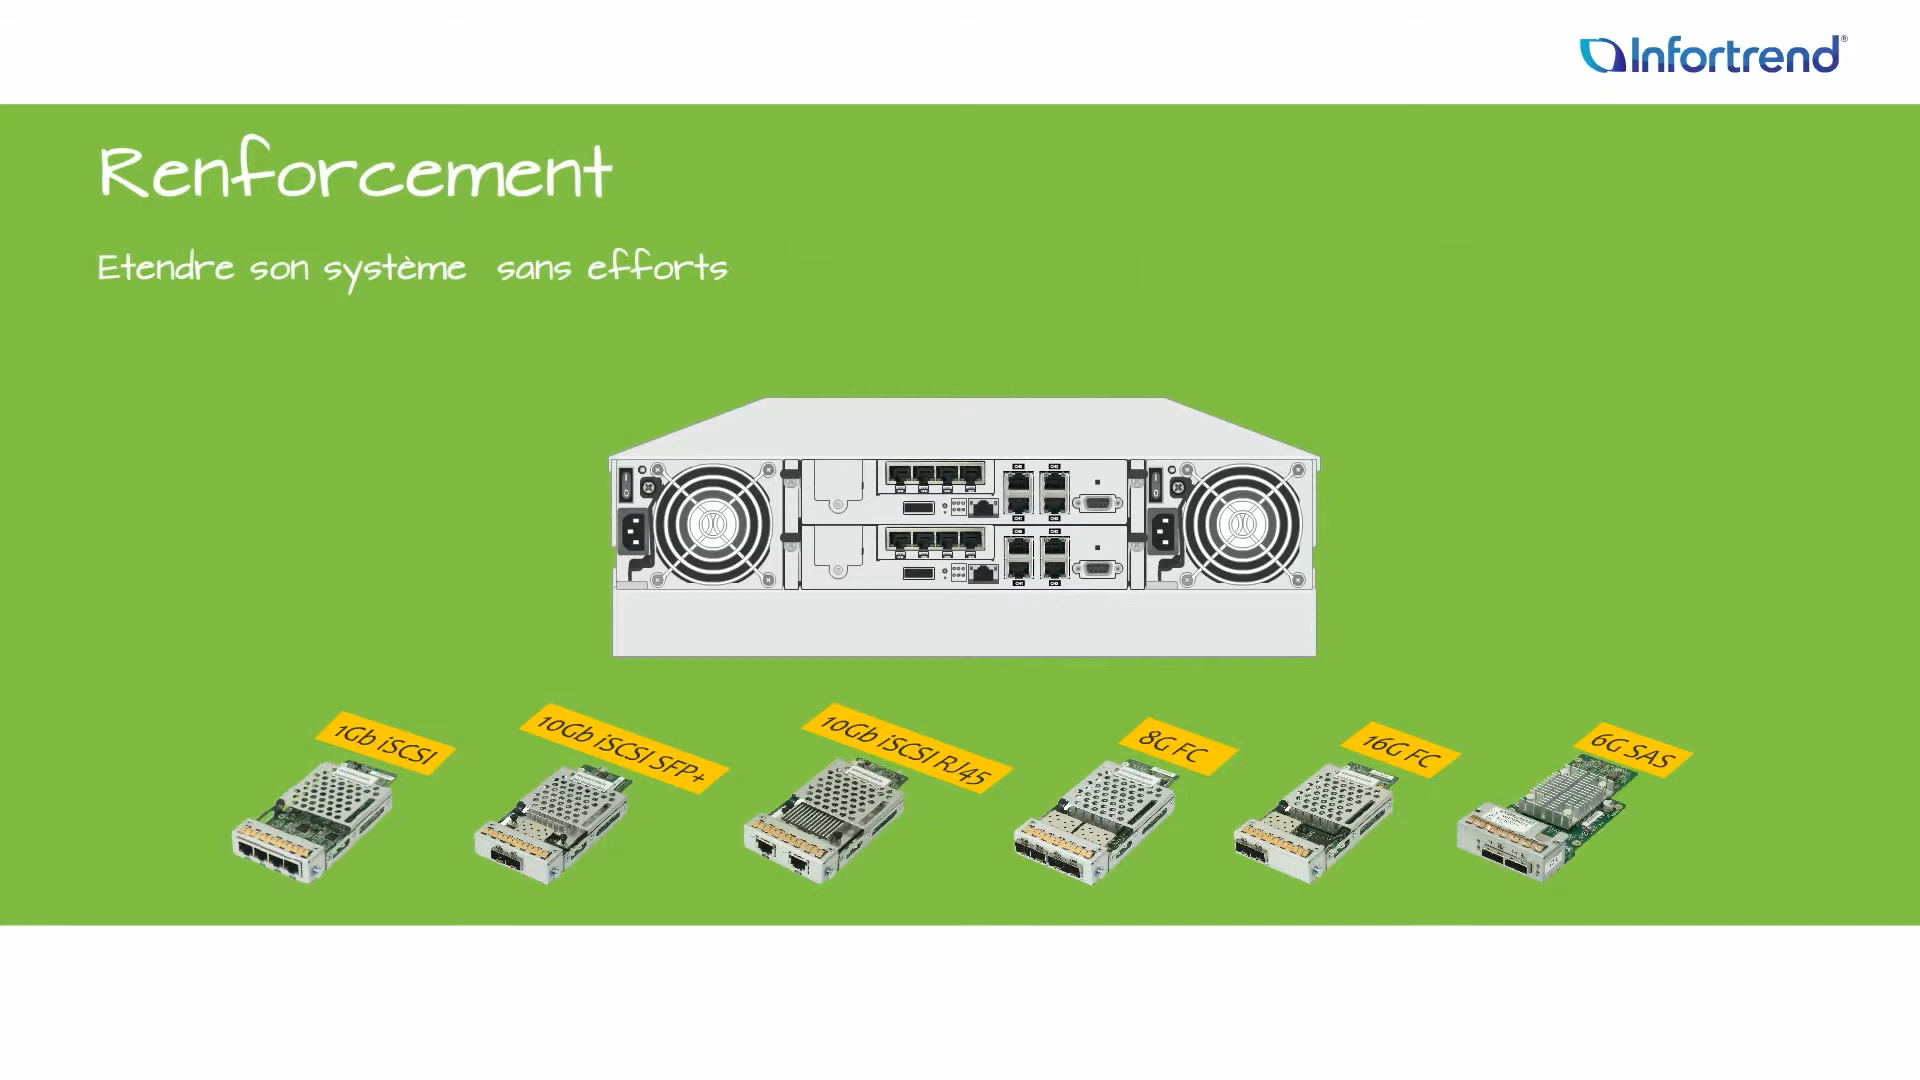 Infortrend®
Renforcement
Etendre son système sans efforts
1Gb iSCSI
10Gb iSCSI SFP+
10Gb iSCSI RJ45
8G FC
16G FC
6G SAS